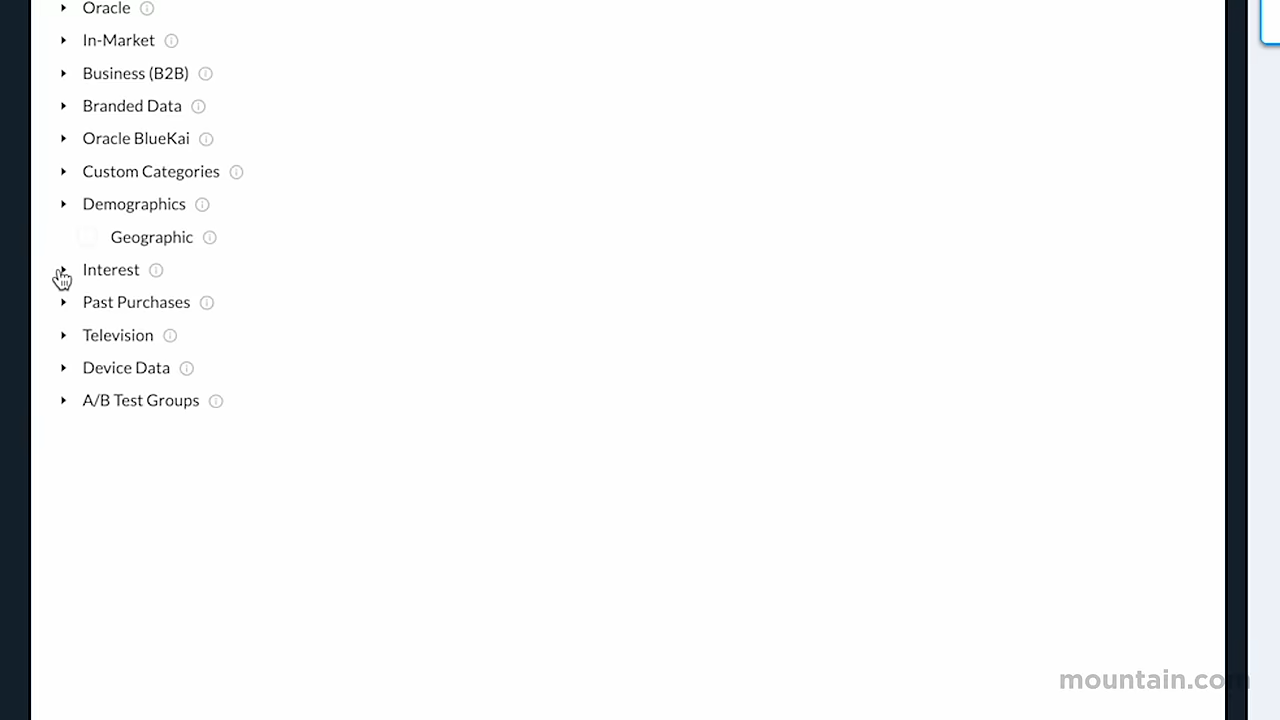 Oracle
In-Market
Business (B2B)
Branded Data
Oracle BlueKai
Custom Categories
Demographics
Geographic
Interest
Past Purchases
Television
Device Data
A/B Test Groups
mountain.com